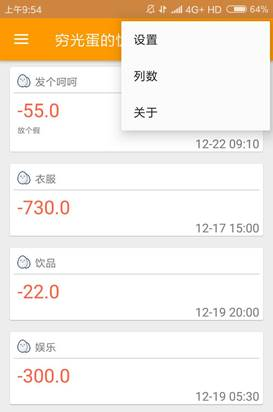 上午9:54
4G+ HD
64%
穷光蛋的
设置
列数
关于
发个呵呵
-55.0
放个假
12-22 09:10
衣服
-730.0
12-17 15:00
饮品
-22.0
12-19 20:00
娱乐
-300.0
12-19 05:30